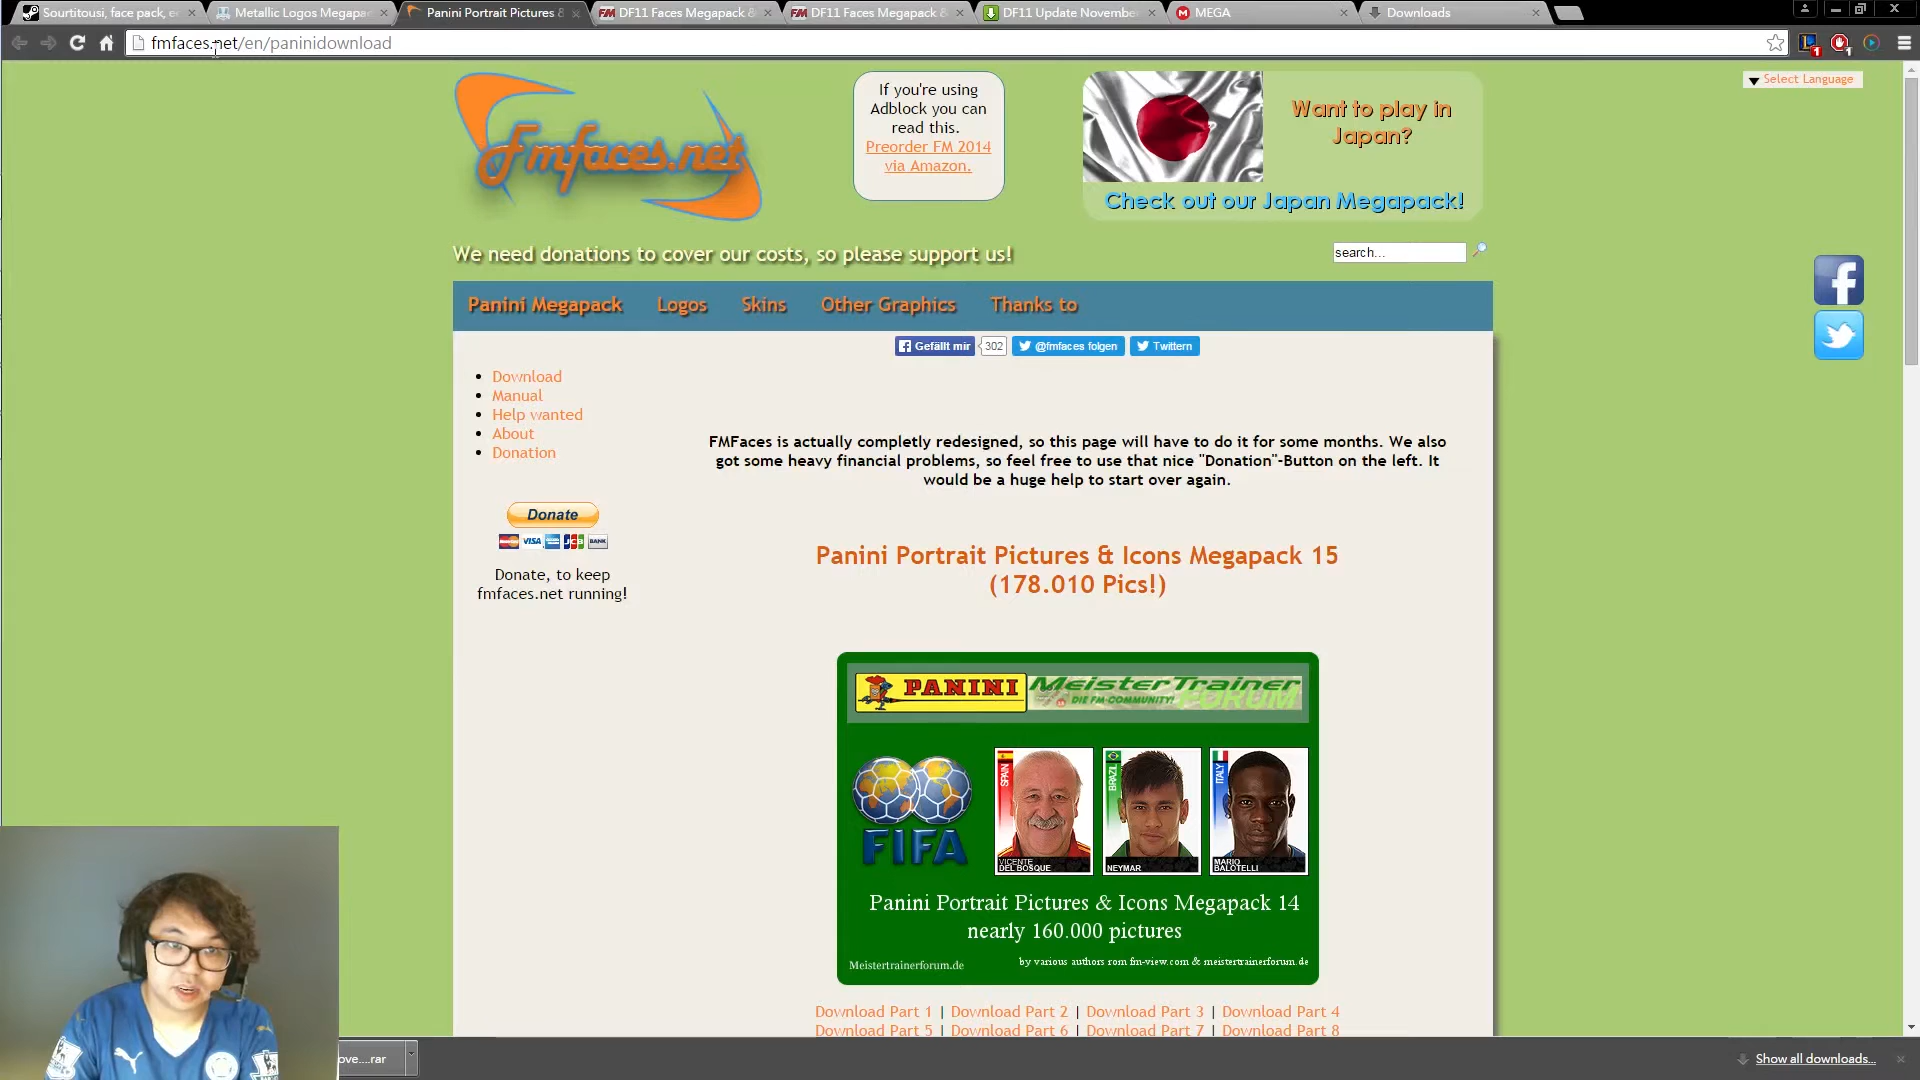 Sourtitousi, face pack, e
Metallic Logos Megapa
Panini Portrait Pictures &
DF11 Faces Megapack &
DF11 Faces Megapack &
DF11 Update Novembe
MEGA
Downloads
fmfaces.net/en/paninidownload
1
1
Fmfaces.net
If you're using
Adblock you can
read this.
Preorder FM 2014
via Amazon.
Want to play in
Japan?
Check out our Japan Megapack!
Select Language
We need donations to cover our costs, so please support us!
search...
Panini Megapack Logos Skins Other Graphics Thanks to
Gefällt mir 302 @fmfaces folgen Twittern
Download
Manual
Help wanted
About
Donation
FMFaces is actually completly redesigned, so this page will have to do it for some months. We also
got some heavy financial problems, so feel free to use that nice "Donation"-Button on the left. It
would be a huge help to start over again.
Donate
VISA BANK
Donate, to keep
fmfaces.net running!
Panini Portrait Pictures & Icons Megapack 15
(178.010 Pics!)
PANINI MeisterTrainer
DIE FM-COMMUNITY! FORUM
FIFA
SPAIN
VICENTE
DEL BOSQUE
BRAZIL
NEYMAR
ITALY
MARIO
BALOTELLI
Panini Portrait Pictures & Icons Megapack 14
nearly 160.000 pictures
Meistertrainerforum.de
by various authors rom fm-view.com & meistertrainerforum.de
Download Part 1 | Download Part 2 | Download Part 3 | Download Part 4
Download Part 5 | Download Part 6 | Download Part 7 | Download Part 8
ove....rar
Show all downloads...